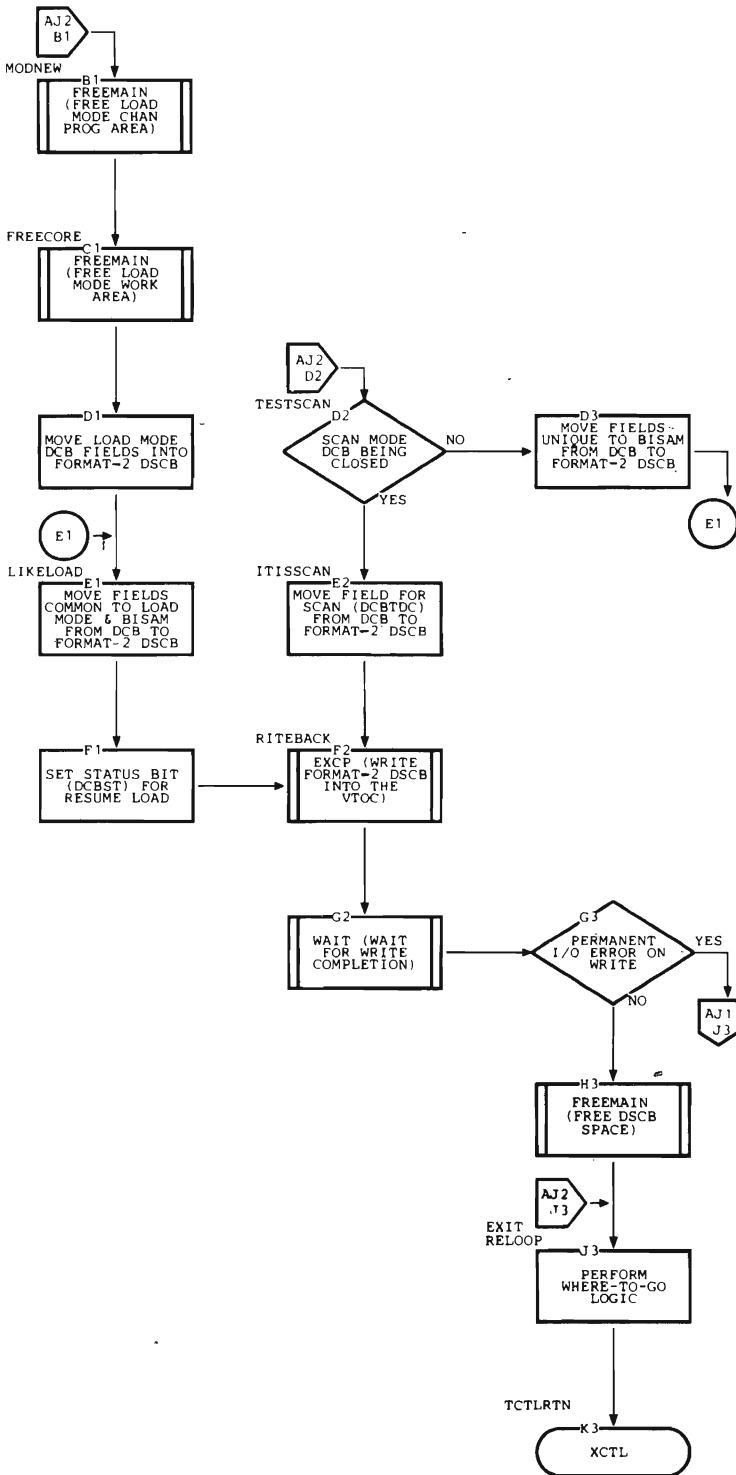 AJ2
B1
MODNEW
B1
FREEMAIN
(FREE LOAD
MODE CHAN
PROG AREA)
FREECORE
C1
FREEMAIN
(FREE LOAD
MODE WORK
AREA)
D1
MOVE LOAD MODE
DCB FIELDS INTO
FORMAT-2 DSCB
E1
LIKELOAD
E1
MOVE FIELDS
COMMON TO LOAD
MODE & BISAM
FROM DCB TO
FORMAT-2 DSCB
F1
SET STATUS BIT
(DCBST) FOR
RESUME LOAD
AJ2
D2
TESTSCAN
D2
SCAN MODE
DCB BEING
CLOSED
NO
YES
D3
MOVE FIELDS
UNIQUE TO BISAM
FROM DCB TO
FORMAT-2 DSCB
E1
ITISSCAN
E2
MOVE FIELD FOR
SCAN (DCBTDC)
FROM DCB TO
FORMAT-2 DSCB
RITEBACK
F2
EXCP (WRITE
FORMAT-2 DSCB
INTO THE
VTOC)
G2
WAIT (WAIT
FOR WRITE
COMPLETION)
G3
PERMANENT
I/O ERROR ON
WRITE
YES
NO
AJ1
J3
H3
FREEMAIN
(FREE DSCB
SPACE)
AJ2
J3
EXIT
RELOOP
J3
PERFORM
WHERE-TO-GO
LOGIC
TCTLRTN
K3
XCTL